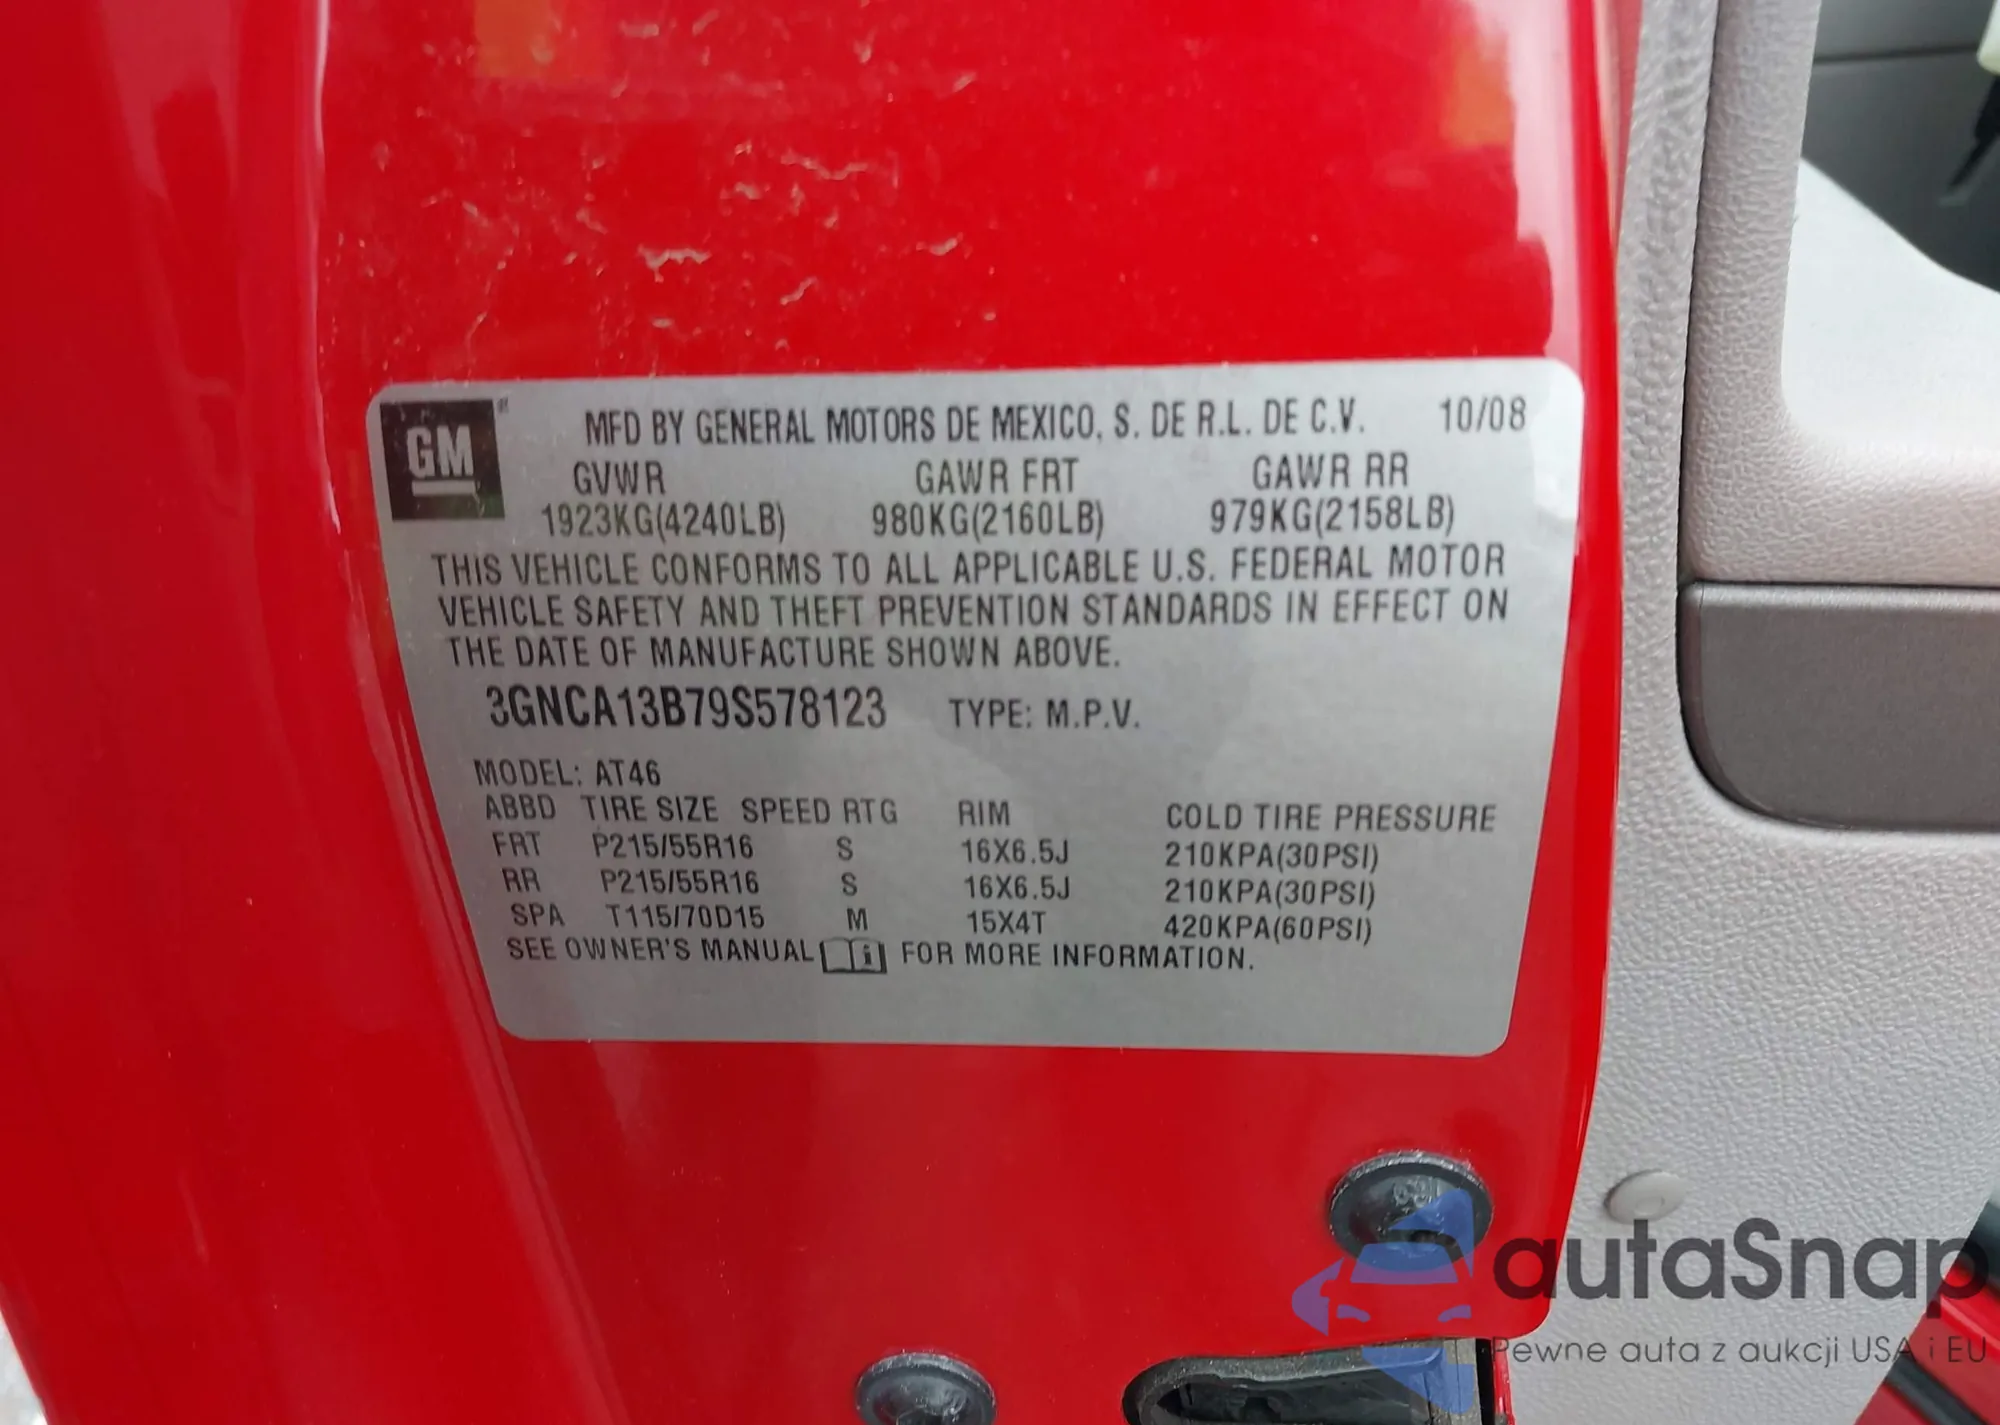 GM
MFD BY GENERAL MOTORS DE MEXICO, S. DE R.L. DE C.V. 10/08
GVWR GAWR FRT GAWR RR
1923KG(4240LB) 980KG(2160LB) 979KG(2158LB)
THIS VEHICLE CONFORMS TO ALL APPLICABLE U.S. FEDERAL MOTOR
VEHICLE SAFETY AND THEFT PREVENTION STANDARDS IN EFFECT ON
THE DATE OF MANUFACTURE SHOWN ABOVE.
3GNCA13B79S578123 TYPE: M.P.V.
MODEL: AT46
ABBD TIRE SIZE SPEED RTG RIM COLD TIRE PRESSURE
FRT P215/55R16 S 16X6.5J 210KPA(30PSI)
RR P215/55R16 S 16X6.5J 210KPA(30PSI)
SPA T115/70D15 M 15X4T 420KPA(60PSI)
SEE OWNER'S MANUAL FOR MORE INFORMATION.
autaSnap
Pewne auta z aukcji USA i EU